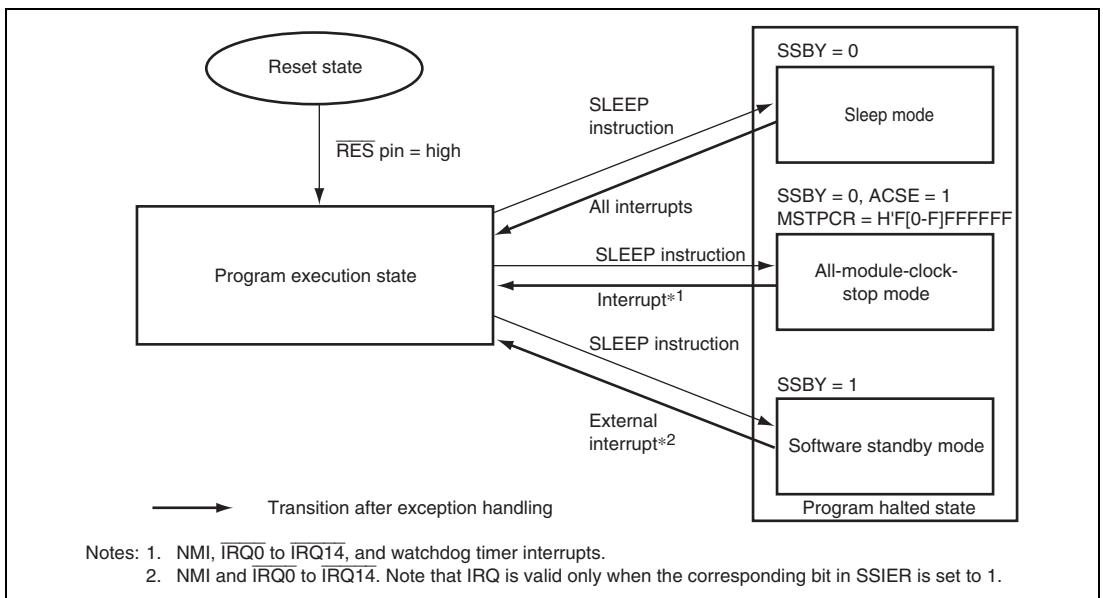 Reset state
RES pin = high
Program execution state
SLEEP
instruction
All interrupts
SLEEP instruction
Interrupt*1
SLEEP instruction
External
interrupt*2
SSBY = 0
Sleep mode
SSBY = 0, ACSE = 1
MSTPCR = H'F[0-F]FFFFFF
All-module-clock-
stop mode
SSBY = 1
Software standby mode
Program halted state
Transition after exception handling
Notes: 1. NMI, IRQ0 to IRQ14, and watchdog timer interrupts.
2. NMI and IRQ0 to IRQ14. Note that IRQ is valid only when the corresponding bit in SSIER is set to 1.